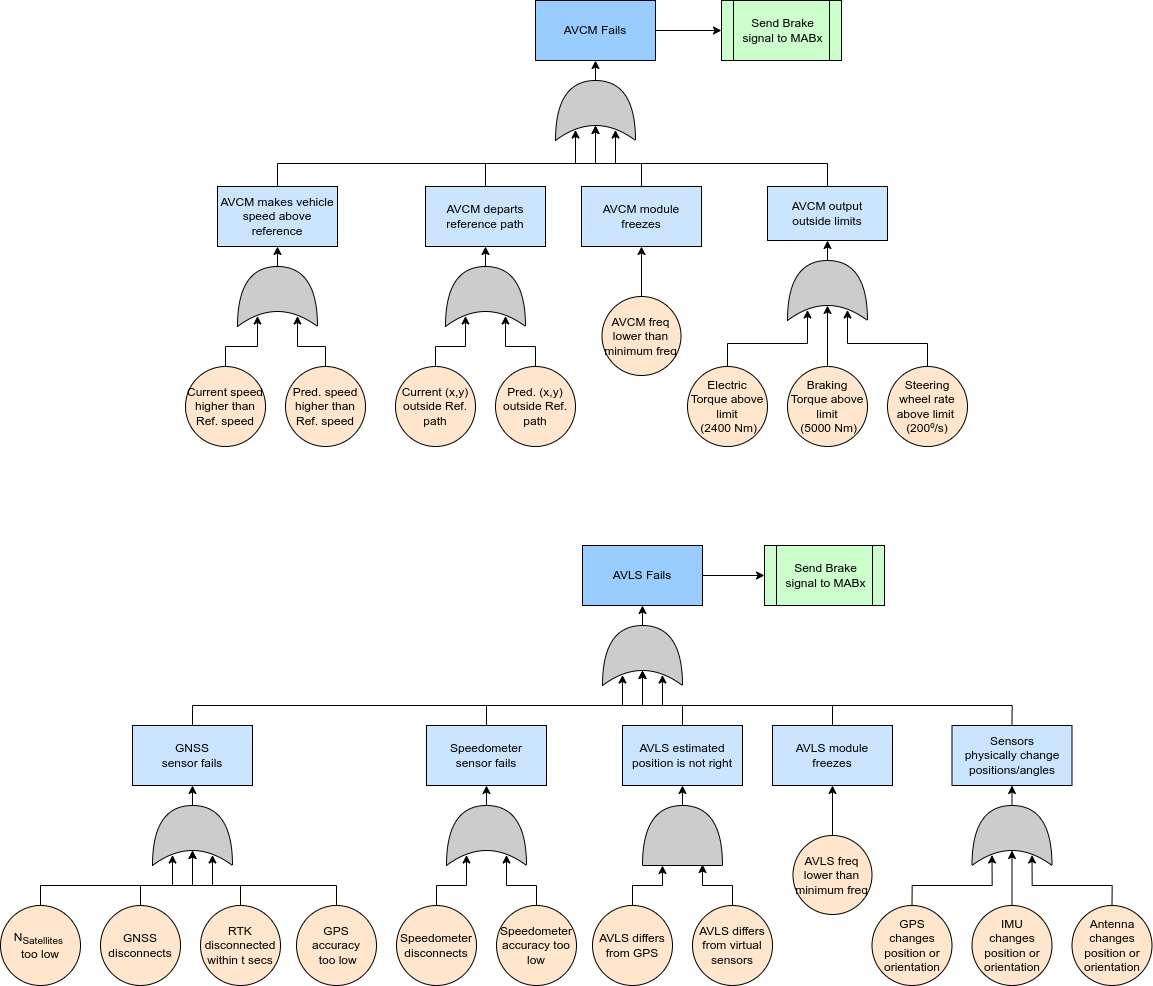 AVCM Fails
Send Brake
signal to MABx
AVCM makes vehicle
speed above
reference
AVCM departs
reference path
AVCM module
freezes
AVCM output
outside limits
Current speed
higher than
Ref. speed
Pred. speed
higher than
Ref. speed
Current (x,y)
outside Ref.
path
Pred. (x,y)
outside Ref.
path
AVCM freq
lower than
minimum freq
Electric
Torque above
limit
(2400 Nm)
Braking
Torque above
limit
(5000 Nm)
Steering
wheel rate
above limit
(200º/s)
AVLS Fails
Send Brake
signal to MABx
GNSS
sensor fails
Speedometer
sensor fails
AVLS estimated
position is not right
AVLS module
freezes
Sensors
physically change
positions/angles
NSatellites
too low
GNSS
disconnects
RTK
disconnected
within t secs
GPS
accuracy
too low
Speedometer
disconnects
Speedometer
accuracy too
low
AVLS differs
from GPS
AVLS differs
from virtual
sensors
AVLS freq
lower than
minimum freq
GPS
changes
position or
orientation
IMU
changes
position or
orientation
Antenna
changes
position or
orientation